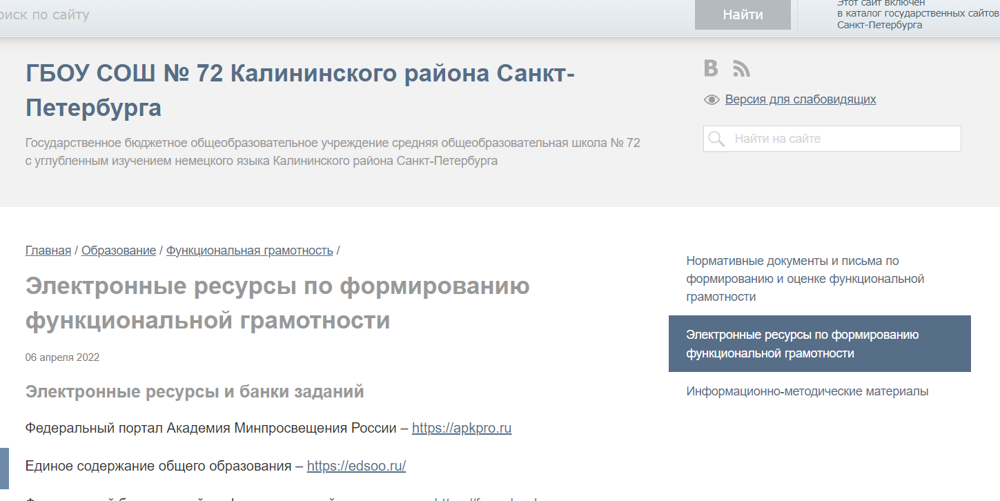 поиск по сайту
Найти
Этот сайт включен
в каталог государственных сайтов
Санкт-Петербурга
ГБОУ СОШ № 72 Калининского района Санкт-
Петербурга
Государственное бюджетное общеобразовательное учреждение средняя общеобразовательная школа № 72
с углубленным изучением немецкого языка Калининского района Санкт-Петербурга
В
Версия для слабовидящих
Найти на сайте
Главная / Образование / Функциональная грамотность /
Электронные ресурсы по формированию
функциональной грамотности
06 апреля 2022
Электронные ресурсы и банки заданий
Федеральный портал Академия Минпросвещения России – https://apkpro.ru
Единое содержание общего образования – https://edsoo.ru/
Нормативные документы и письма по
формированию и оценке функциональной
грамотности
Электронные ресурсы по формированию
функциональной грамотности
Информационно-методические материалы